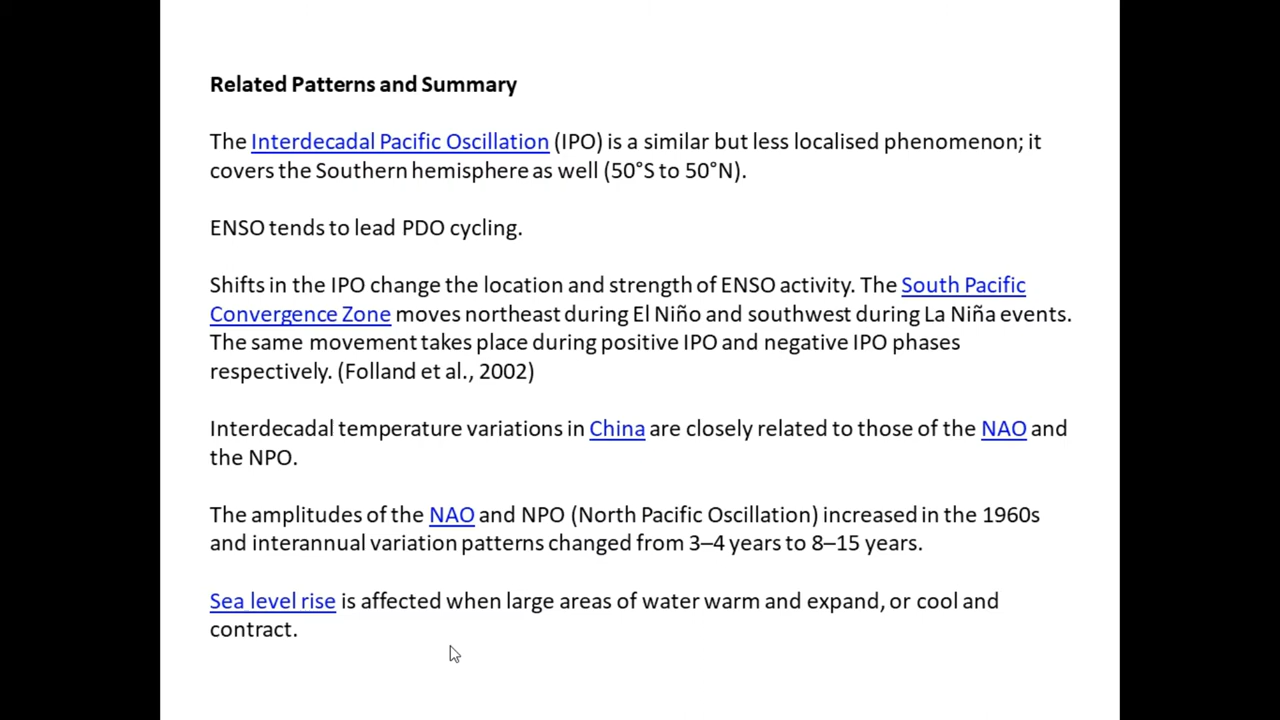 Related Patterns and Summary
The Interdecadal Pacific Oscillation (IPO) is a similar but less localised phenomenon; it
covers the Southern hemisphere as well (50°S to 50°N).
ENSO tends to lead PDO cycling.
Shifts in the IPO change the location and strength of ENSO activity. The South Pacific
Convergence Zone moves northeast during El Niño and southwest during La Niña events.
The same movement takes place during positive IPO and negative IPO phases
respectively. (Folland et al., 2002)
Interdecadal temperature variations in China are closely related to those of the NAO and
the NPO.
The amplitudes of the NAO and NPO (North Pacific Oscillation) increased in the 1960s
and interannual variation patterns changed from 3–4 years to 8–15 years.
Sea level rise is affected when large areas of water warm and expand, or cool and
contract.